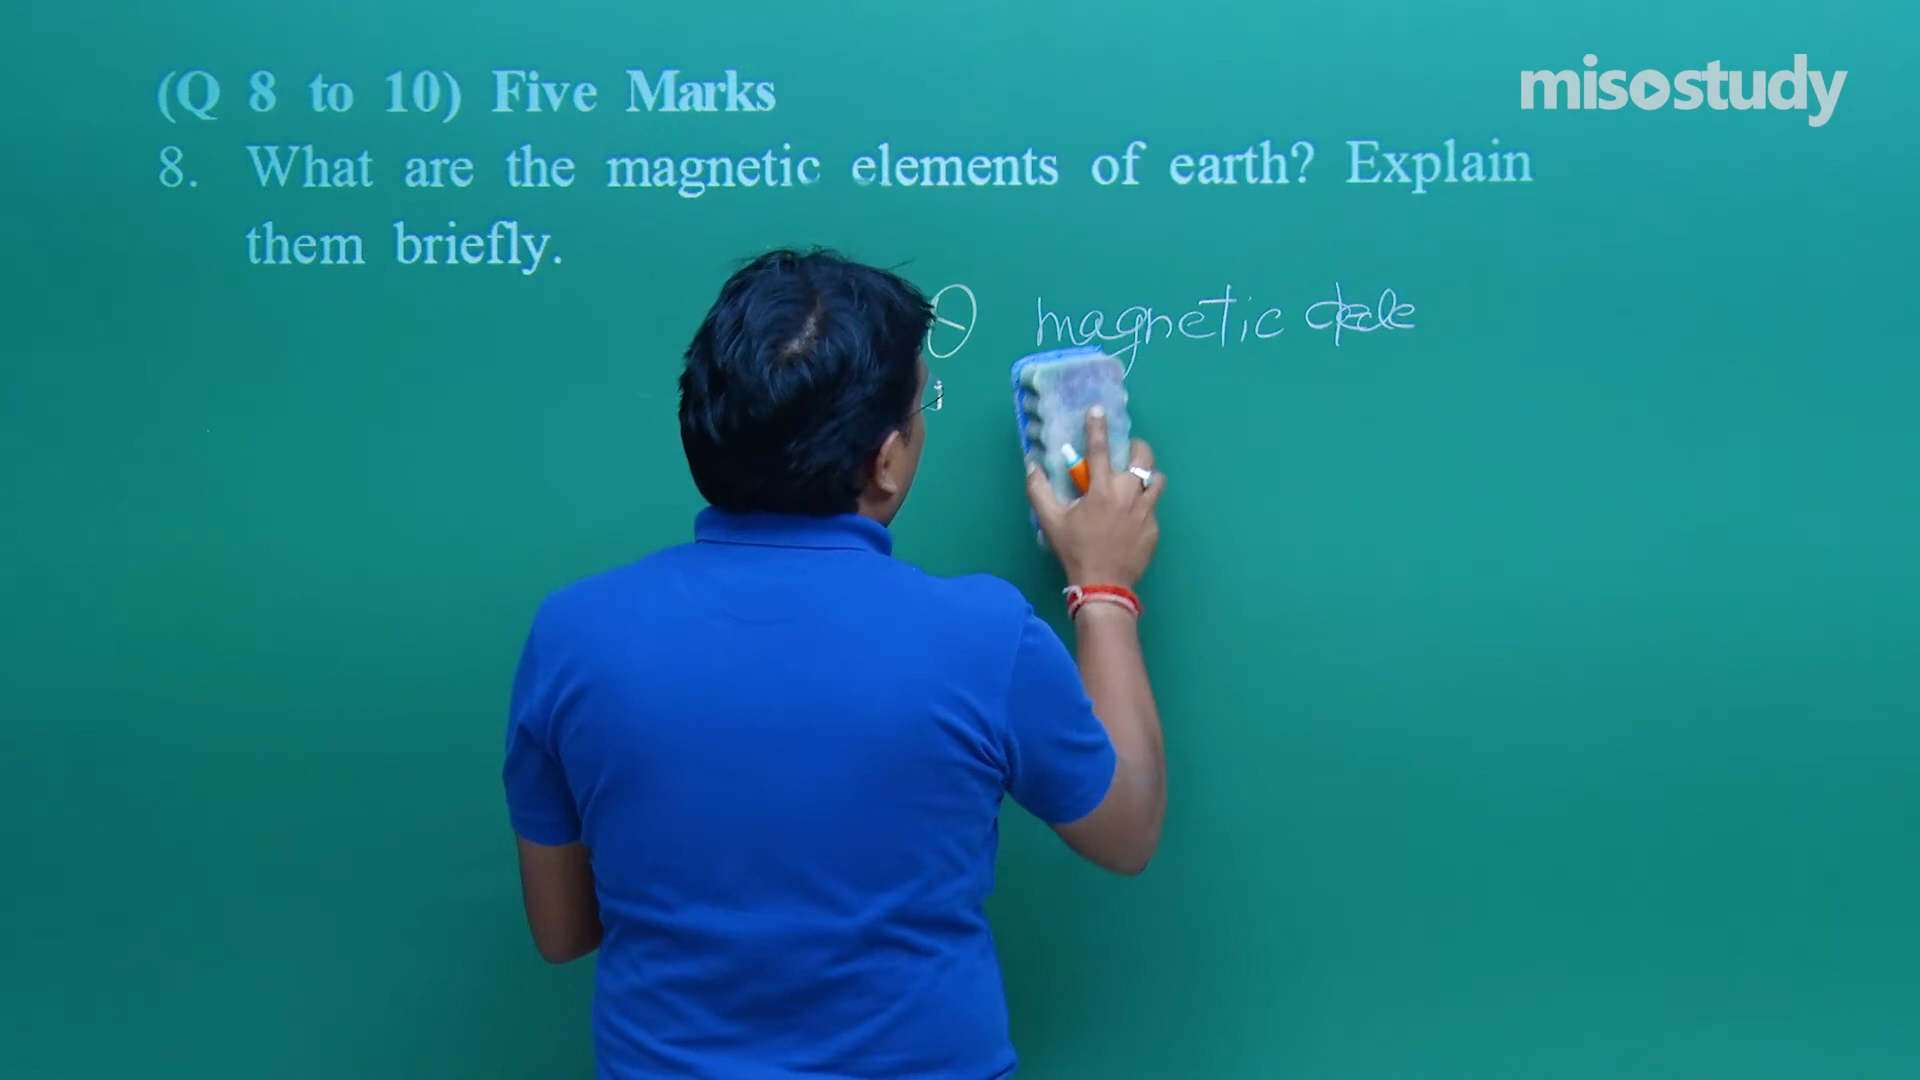 misostudy
(Q 8 to 10) Five Marks
8. What are the magnetic elements of earth? Explain
them briefly.
θ magnetic
i